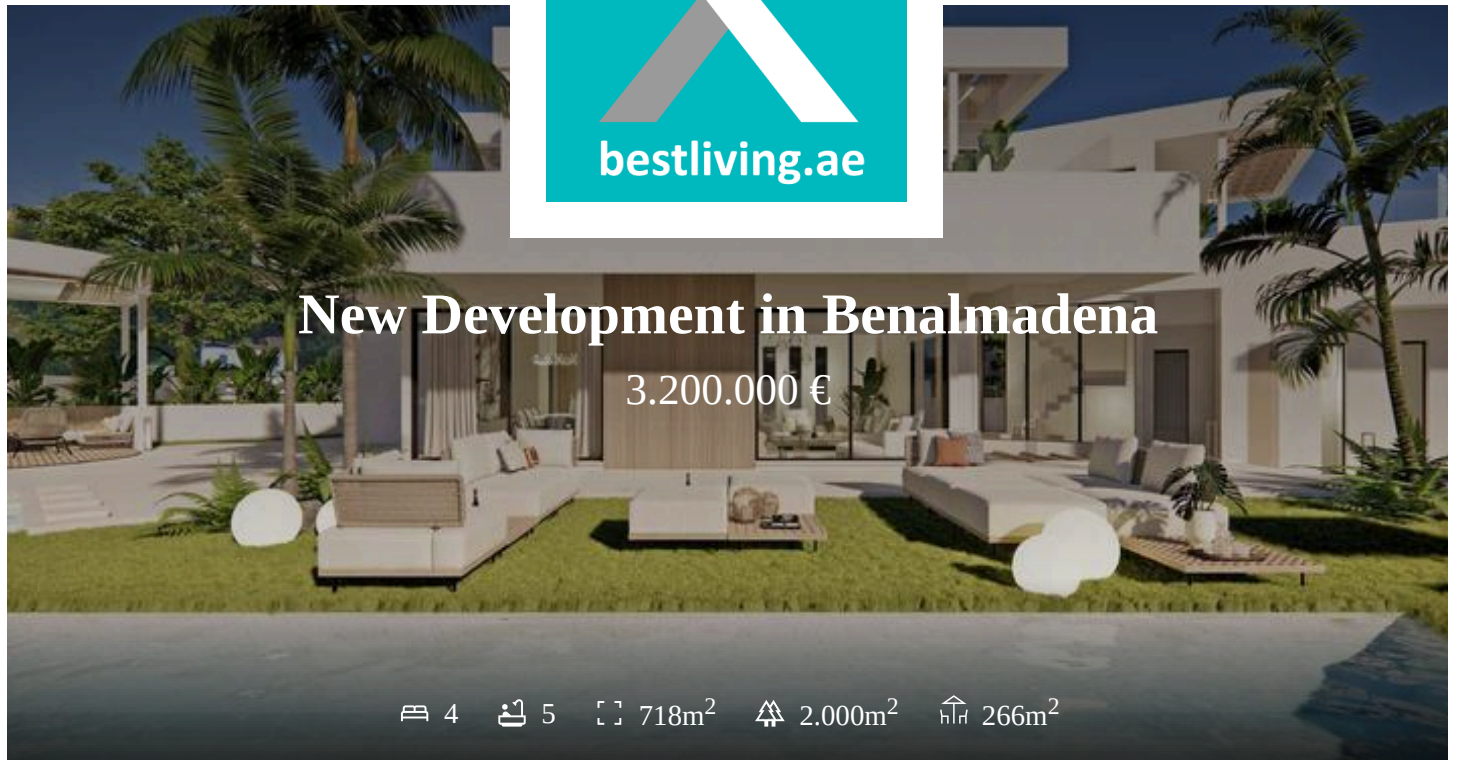 bestliving.ae
New Development in Benalmadena
3.200.000 €
4 5 718m² 2.000m² 266m²